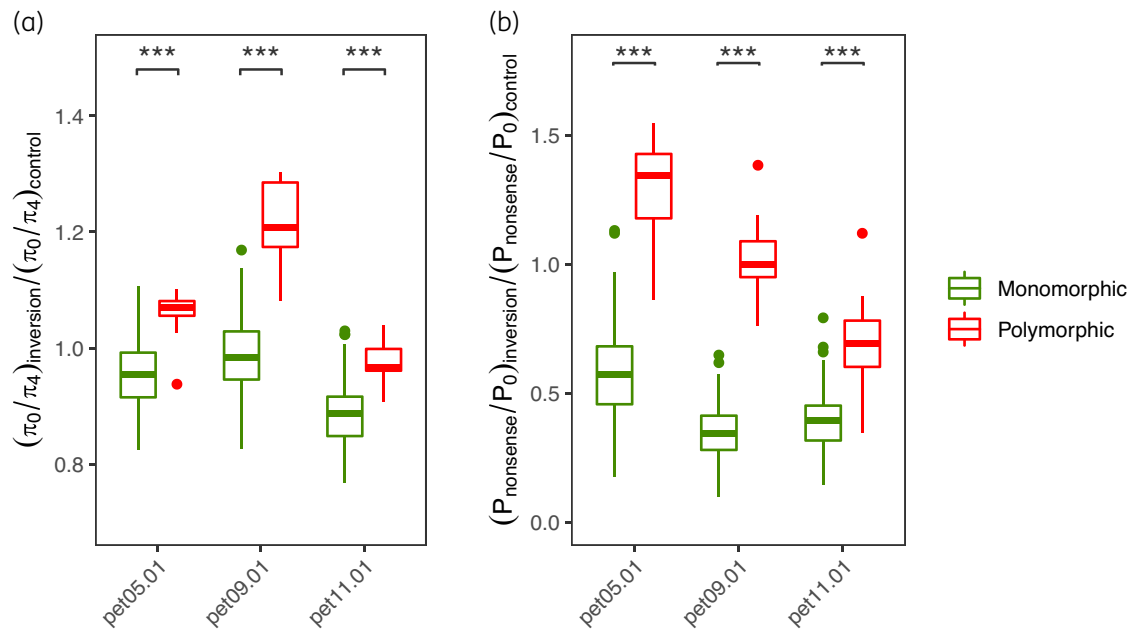 (a)
(π0/π4)inversion/(π0/π4)control
1.4
1.2
1.0
0.8
***
***
***
pet05.01
pet09.01
pet11.01
(b)
(Pnonsense/P0)inversion/(Pnonsense/P0)control
1.5
1.0
0.5
0.0
***
***
***
pet05.01
pet09.01
pet11.01
Monomorphic
Polymorphic